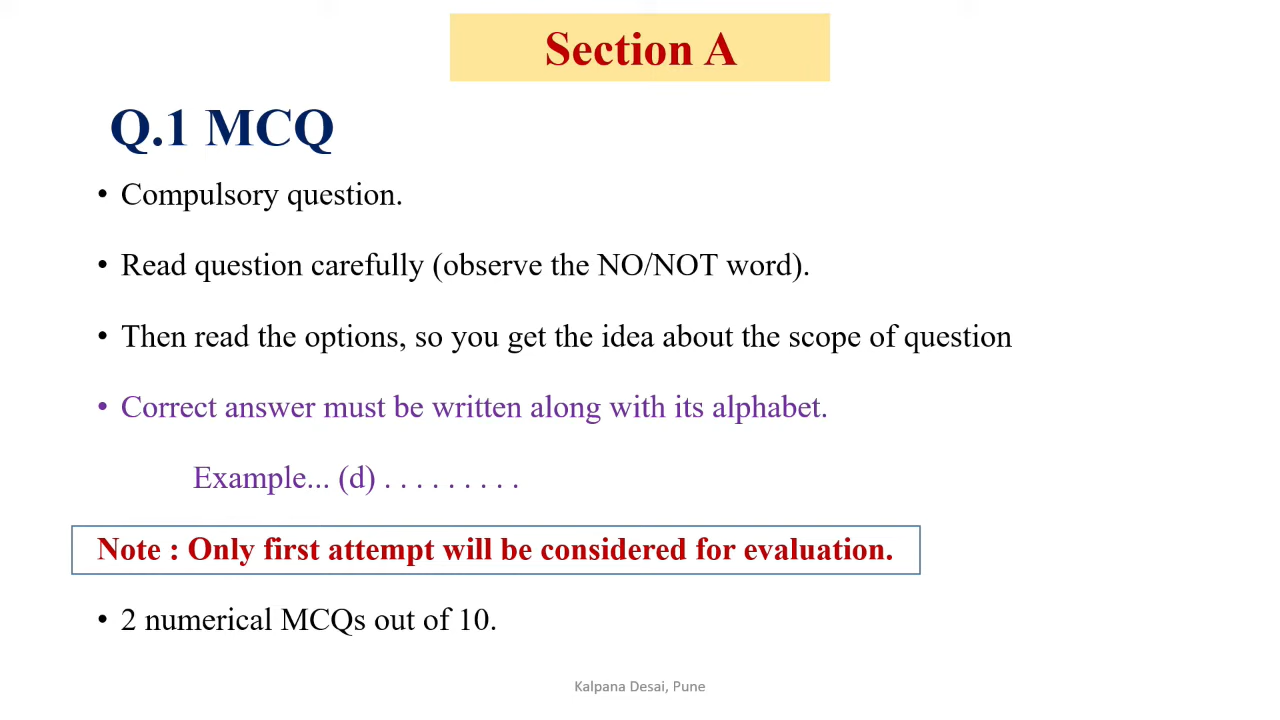 Section A
Q.1 MCQ
• Compulsory question.
• Read question carefully (observe the NO/NOT word).
• Then read the options, so you get the idea about the scope of question
• Correct answer must be written along with its alphabet.
Example... (d) . . . . . . . . .
Note : Only first attempt will be considered for evaluation.
• 2 numerical MCQs out of 10.
Kalpana Desai, Pune